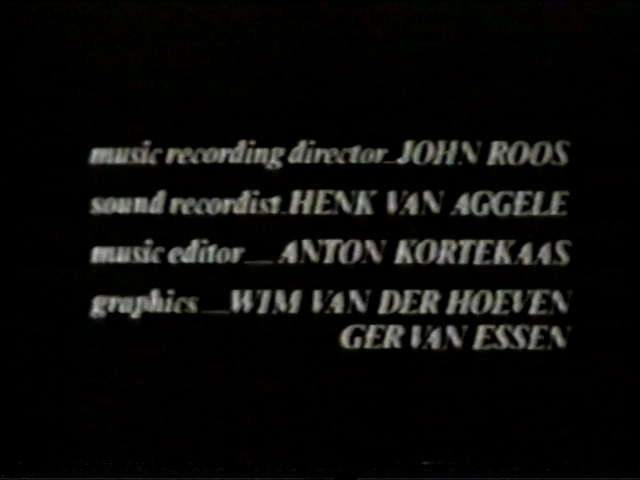 music recording director_JOHN ROOS
sound recordist_HENK VAN AGGELE
music editor__ANTON KORTEKAAS
graphics __WIM VAN DER HOEVEN
GER VAN ESSEN